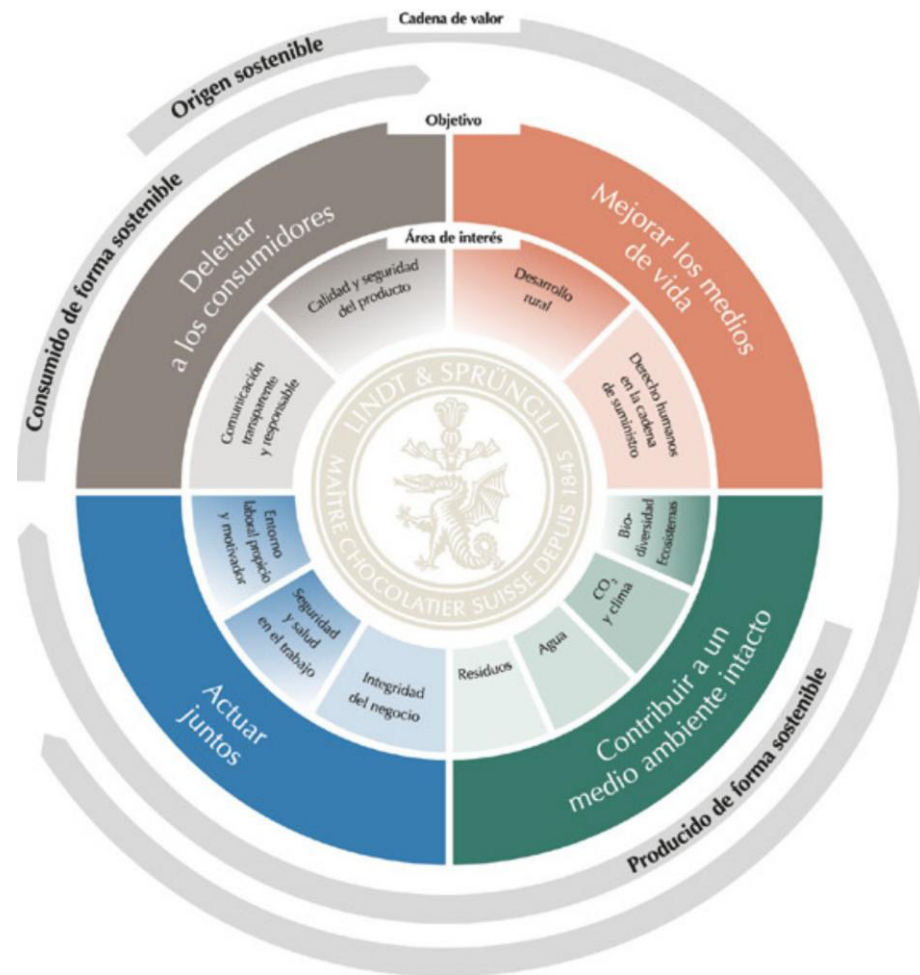 Cadena de valor
Origen sostenible
Consumido de forma sostenible
Producido de forma sostenible
Objetivo
Deleitar
a los consumidores
Mejorar los medios
de vida
Contribuir a un
medio ambiente intacto
Actuar
juntos
Área de interés
Calidad y seguridad
del producto
Desarrollo
rural
Derecho humanos
en la cadena
de suministro
Bio-
diversidad
Ecosistemas
CO₂
y clima
Agua
Residuos
Integridad
del negocio
Seguridad
y salud
en el trabajo
Entorno
laboral propicio
y motivador
Comunicación
transparente
y responsable
LINDT & SPRÜNGLI
MAÎTRE CHOCOLATIER SUISSE DEPUIS 1845